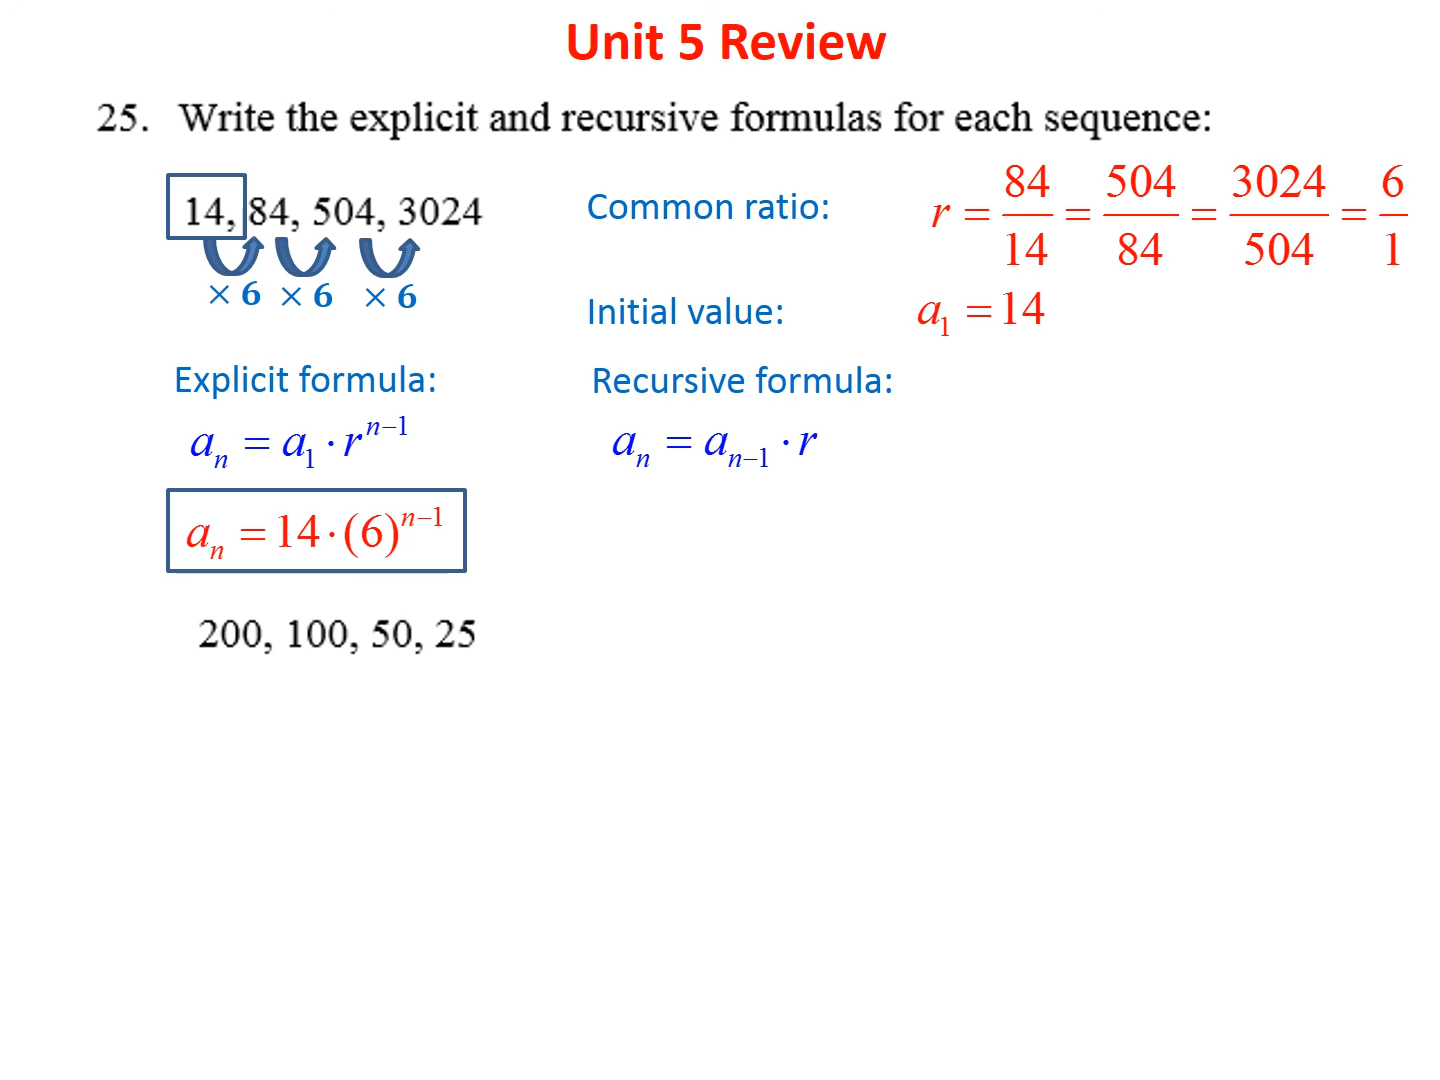 Unit 5 Review
25. Write the explicit and recursive formulas for each sequence:
14, 84, 504, 3024
× 6 × 6 × 6
Common ratio: r = 84/14 = 504/84 = 3024/504 = 6/1
Initial value: a₁ = 14
Explicit formula:
aₙ = a₁ · rⁿ⁻¹
aₙ = 14 · (6)ⁿ⁻¹
Recursive formula:
aₙ = aₙ₋₁ · r
200, 100, 50, 25